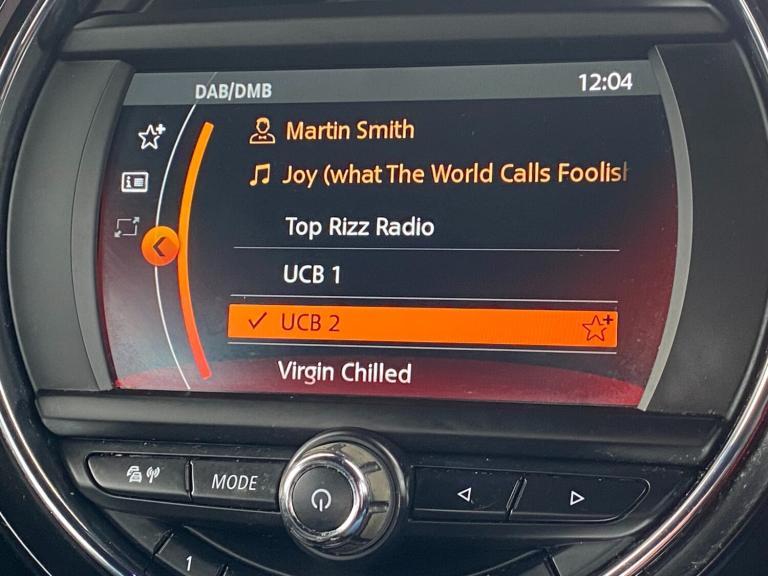 DAB/DMB 12:04
Martin Smith
Joy (what The World Calls Foolis
Top Rizz Radio
UCB 1
UCB 2
Virgin Chilled
MODE
1